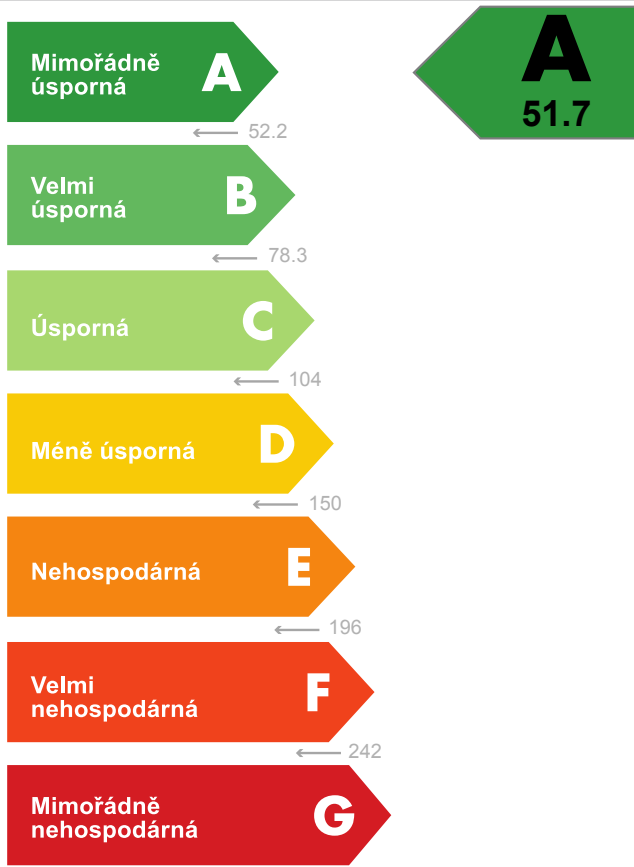 Mimořádně
úsporná
A
A
51.7
← 52.2
Velmi
úsporná
B
← 78.3
Úsporná
C
← 104
Méně úsporná
D
← 150
Nehospodárná
E
← 196
Velmi
nehospodárná
F
← 242
Mimořádně
nehospodárná
G